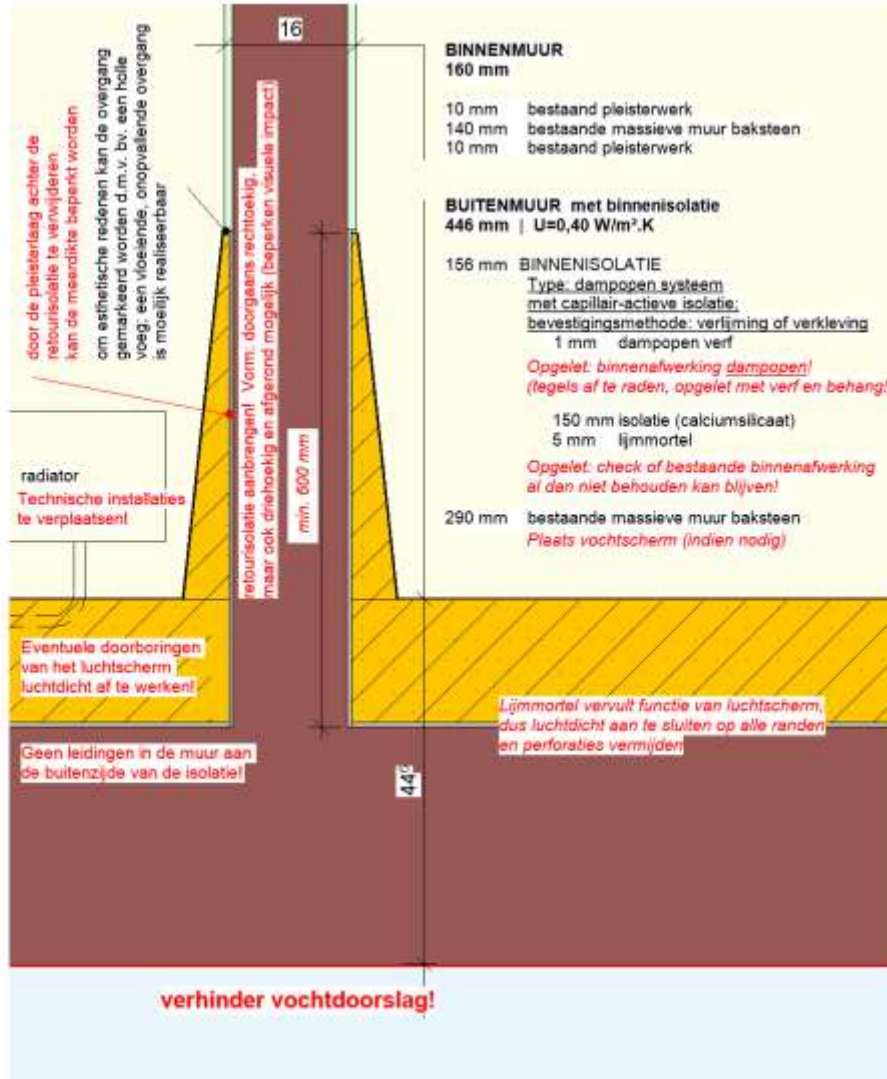 16
BINNENMUUR
160 mm
10 mm bestaand pleisterwerk
140 mm bestaande massieve muur baksteen
10 mm bestaand pleisterwerk
BUITENMUUR met binnenisolatie
446 mm | U=0,40 W/m².K
156 mm BINNENISOLATIE
Type: dampopen systeem
met capillair-actieve isolatie;
bevestigingsmethode: verlijming of verkleving
1 mm dampopen verf
Opgelet: binnenafwerking dampopen!
(tegels af te raden, opgelet met verf en behang!
150 mm isolatie (calciumsilicaat)
5 mm lijmmortel
Opgelet: check of bestaande binnenafwerking
al dan niet behouden kan blijven!
290 mm bestaande massieve muur baksteen
Plaats vochtscherm (indien nodig)
door de pleisterlaag achter de
retourisolatie te verwijderen
kan de meerdikte beperkt worden
om esthetische redenen kan de overgang
gemarkeerd worden d.m.v. bv. een holle
voeg; een vloeiende, onopvallende overgang
is moeilijk realiseerbaar
retourisolatie aanbrengen! Vorm: doorgaans rechtoekig,
maar ook driehoekig en afgerond mogelijk (beperken visuele impact)
min. 600 mm
radiator
Technische installaties
te verplaatsen!
Eventuele doorboringen
van het luchtscherm
luchtdicht af te werken!
Lijmmortel vervult functie van luchtscherm,
dus luchtdicht aan te sluiten op alle randen
en perforaties vermijden
Geen leidingen in de muur aan
de buitenzijde van de isolatie!
verhinder vochtdoorslag!